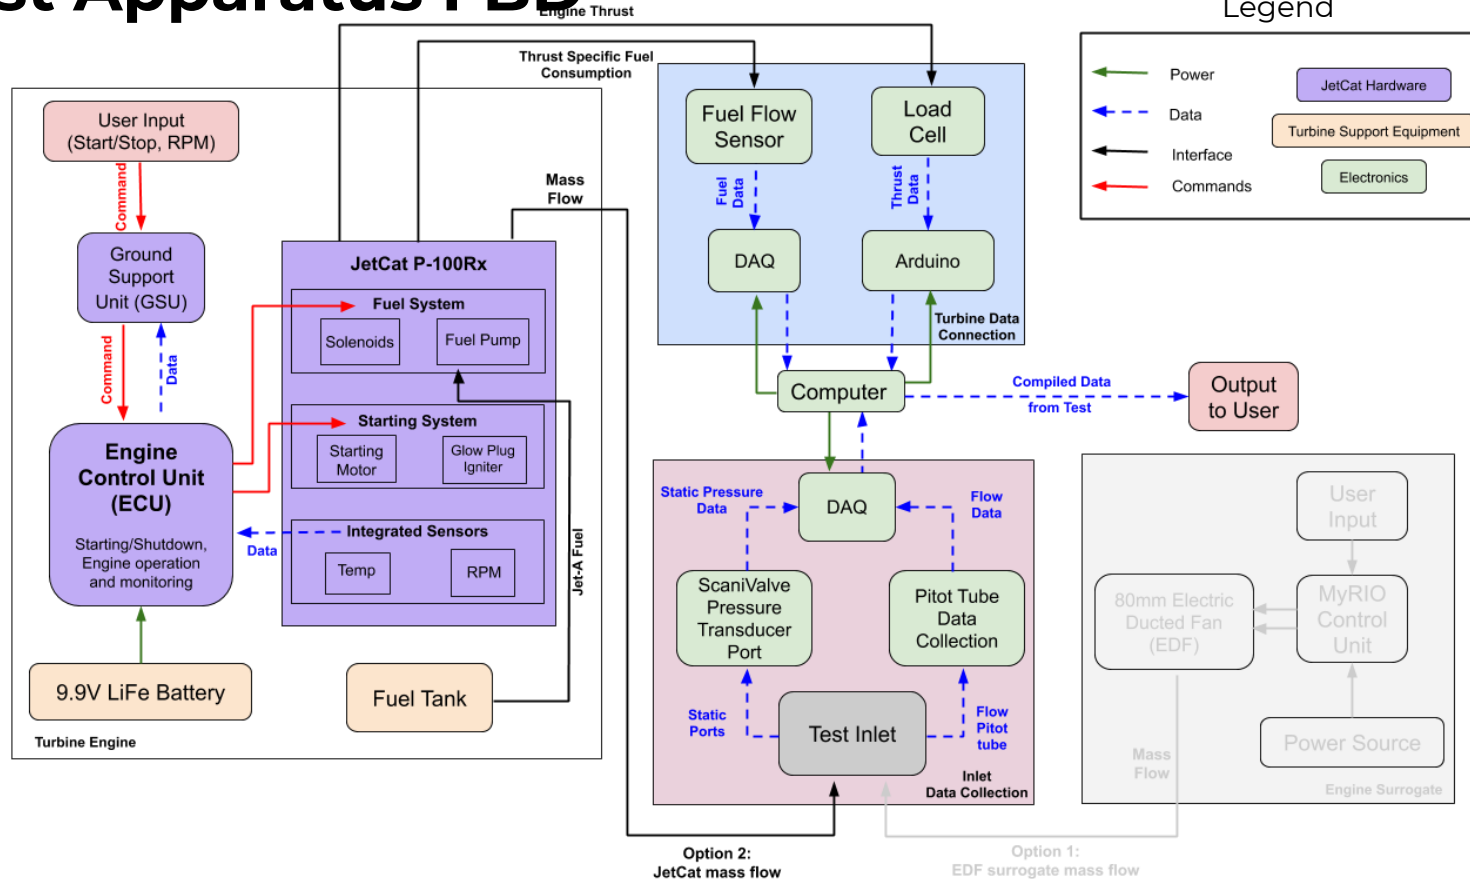 st Apparatus FBD
Engine Thrust
Thrust Specific Fuel
Consumption
Legend
Power
Data
Interface
Commands
JetCat Hardware
Turbine Support Equipment
Electronics
User Input
(Start/Stop, RPM)
Command
Ground
Support
Unit (GSU)
Command
Data
Engine
Control Unit
(ECU)
Starting/Shutdown,
Engine operation
and monitoring
9.9V LiFe Battery
Turbine Engine
JetCat P-100Rx
Fuel System
Solenoids
Fuel Pump
Starting System
Starting
Motor
Glow Plug
Igniter
Integrated Sensors
Data
Temp
RPM
Jet-A Fuel
Fuel Tank
Mass
Flow
Fuel Flow
Sensor
Load
Cell
Fuel
Data
Thrust
Data
DAQ
Arduino
Turbine Data
Connection
Computer
Compiled Data
from Test
Output
to User
Static Pressure
Data
DAQ
Flow
Data
ScaniValve
Pressure
Transducer
Port
Pitot Tube
Data
Collection
Static
Ports
Test Inlet
Flow
Pitot
tube
Inlet
Data Collection
Option 2:
JetCat mass flow
User
Input
80mm Electric
Ducted Fan
(EDF)
MyRIO
Control
Unit
Power Source
Mass
Flow
Engine Surrogate
Option 1:
EDF surrogate mass flow